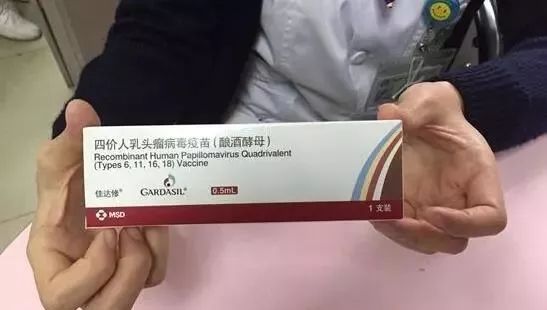 四价人乳头瘤病毒疫苗(酿酒酵母)
Recombinant Human Papillomavirus Quadrivalent
(Types 6, 11, 16, 18) Vaccine
佳达修® GARDASIL® 0.5mL
MSD 1支装